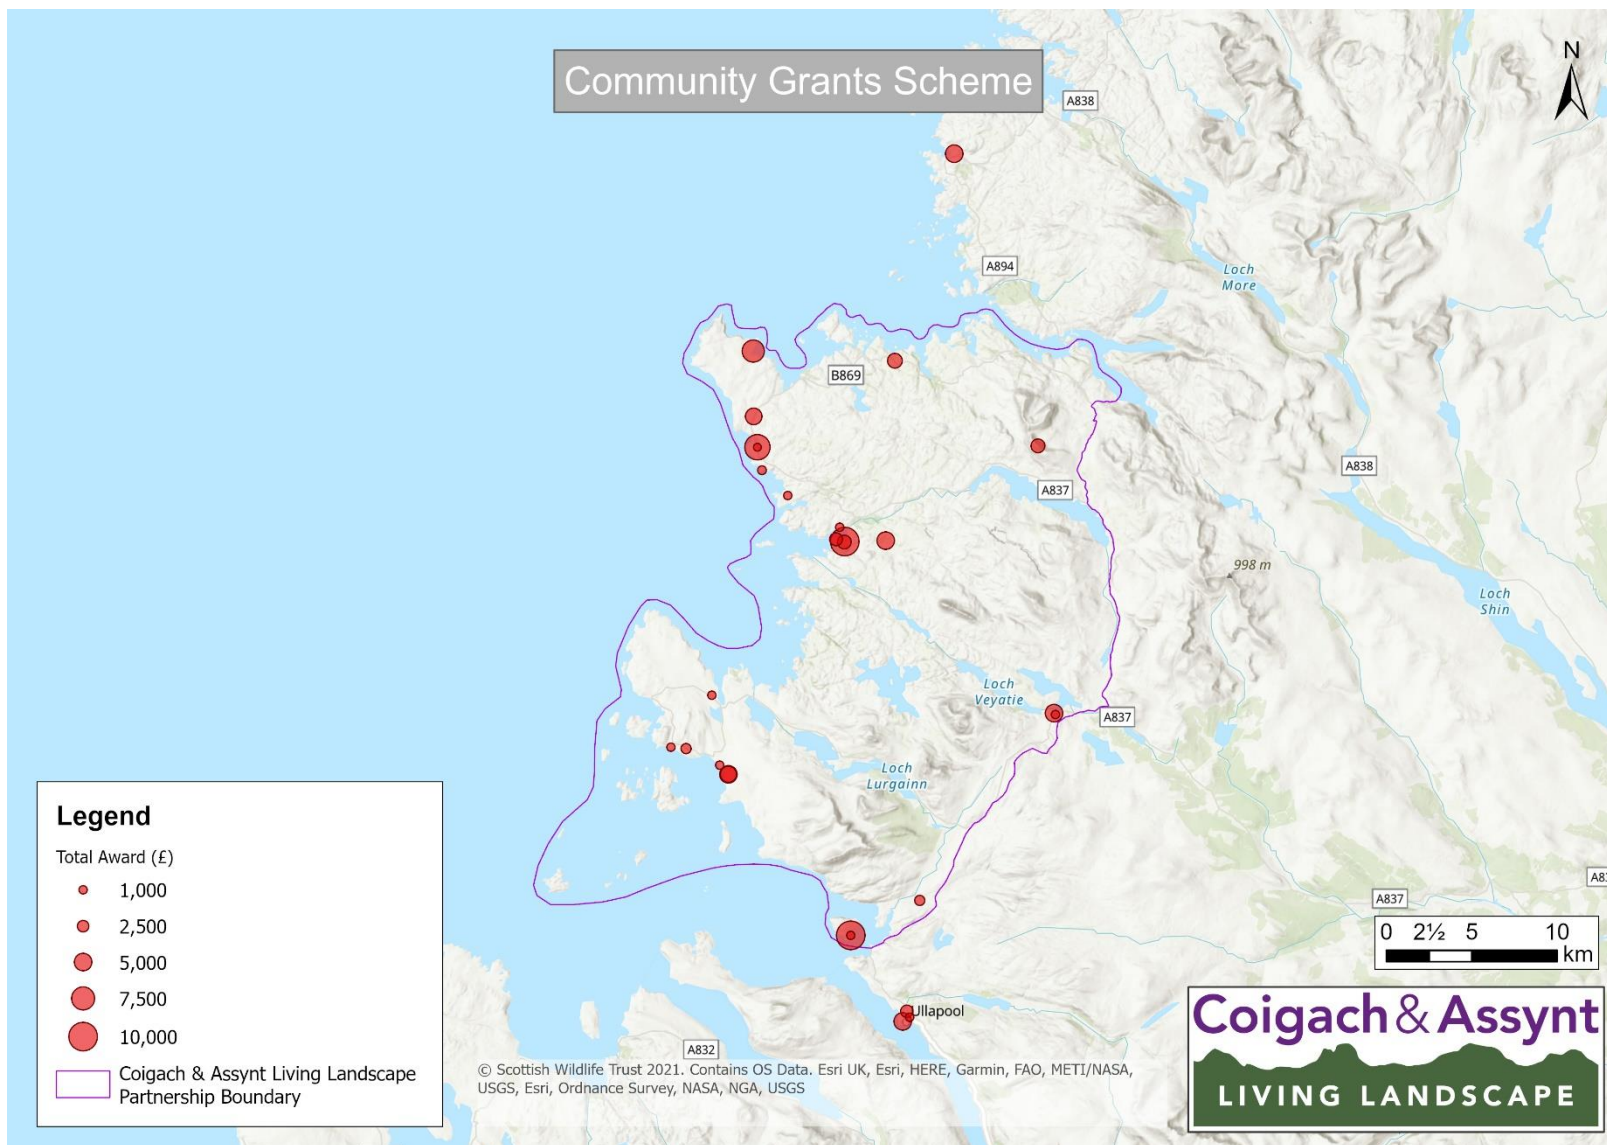 Community Grants Scheme
N
A838
A894
Loch
More
B869
A838
A837
998 m
Loch
Shin
Loch
Veyatie
A837
Loch
Lurgainn
A837
Ullapool
A832
Legend
Total Award (£)
1,000
2,500
5,000
7,500
10,000
Coigach & Assynt Living Landscape
Partnership Boundary
0 2½ 5 10
km
© Scottish Wildlife Trust 2021. Contains OS Data. Esri UK, Esri, HERE, Garmin, FAO, METI/NASA,
USGS, Esri, Ordnance Survey, NASA, NGA, USGS
Coigach & Assynt
LIVING LANDSCAPE